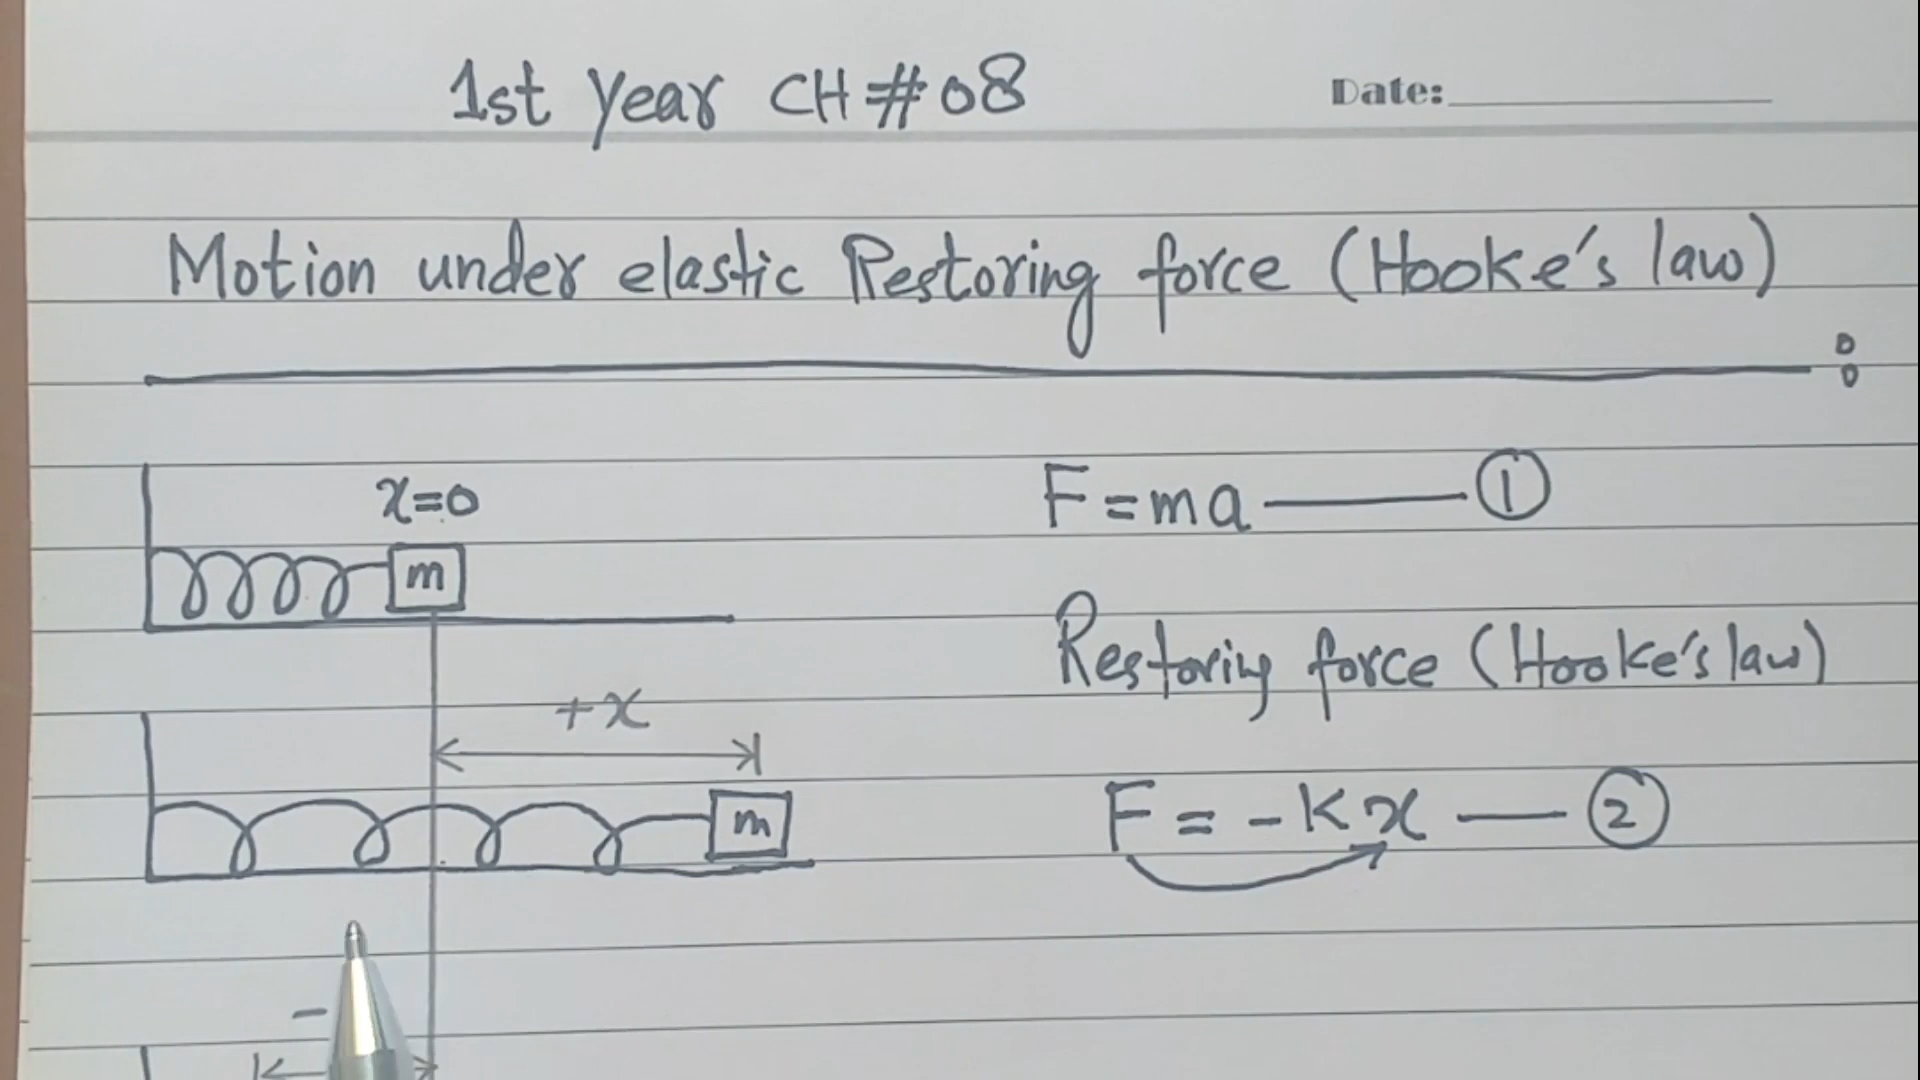 1st Year CH#08
Date:
Motion under elastic Restoring force (Hooke's law)
x=0
F=ma ①
m
Restoring force (Hooke's law)
+x
m
F = -Kx ②
-